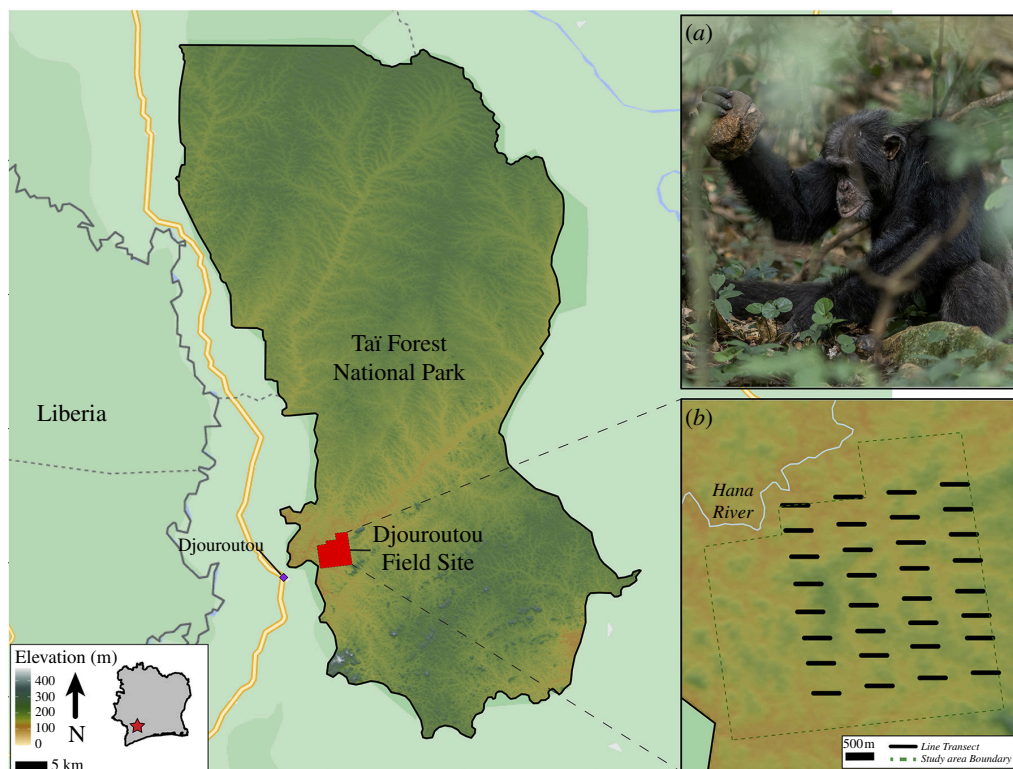 Taï Forest
National Park
Liberia
Djouroutou
Djouroutou
Field Site
Elevation (m)
400
300
200
100
0
N
5 km
(a)
(b)
Hana
River
500 m
Line Transect
Study area Boundary